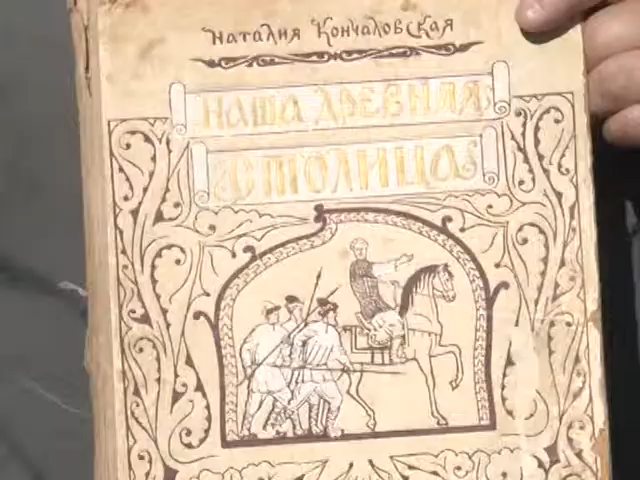 Наталия Кончаловская
НАША ДРЕВНЯЯ
СТОЛИЦА